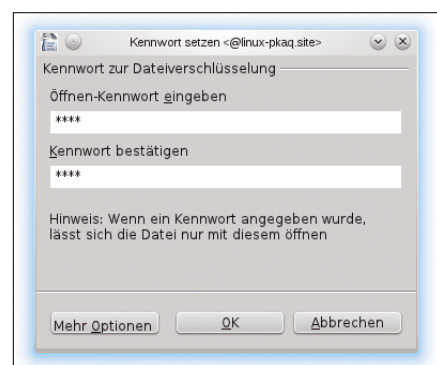 Kennwort setzen <@linux-pkaq.site>
Kennwort zur Dateiverschlüsselung
Öffnen-Kennwort eingeben
****
Kennwort bestätigen
****
Hinweis: Wenn ein Kennwort angegeben wurde,
lässt sich die Datei nur mit diesem öffnen
Mehr Optionen OK Abbrechen